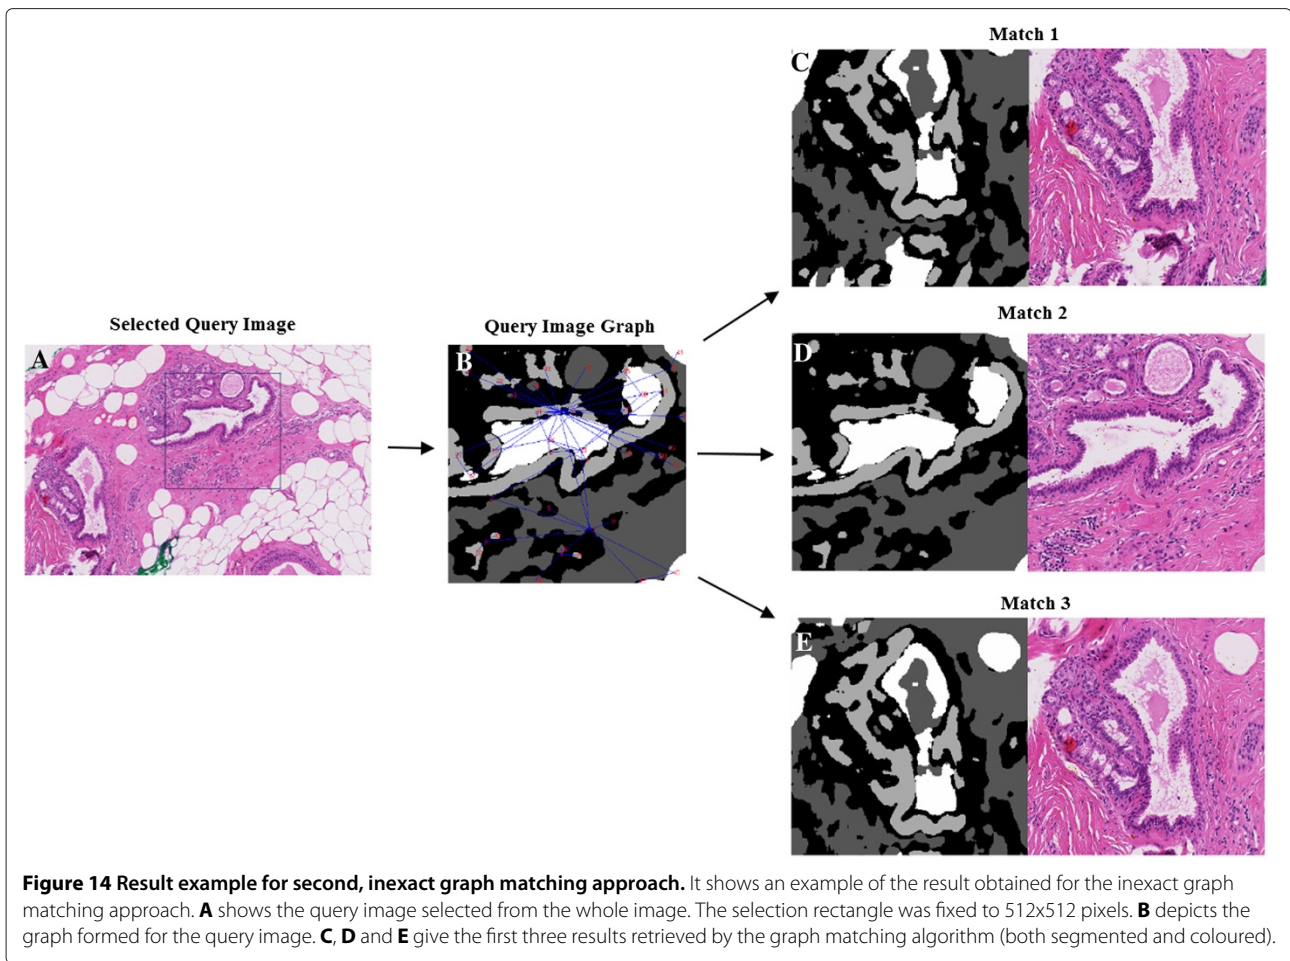 Match 1
C
Selected Query Image
A
Query Image Graph
B
Match 2
D
Match 3
E
Figure 14 Result example for second, inexact graph matching approach. It shows an example of the result obtained for the inexact graph
matching approach. A shows the query image selected from the whole image. The selection rectangle was fixed to 512x512 pixels. B depicts the
graph formed for the query image. C, D and E give the first three results retrieved by the graph matching algorithm (both segmented and coloured).